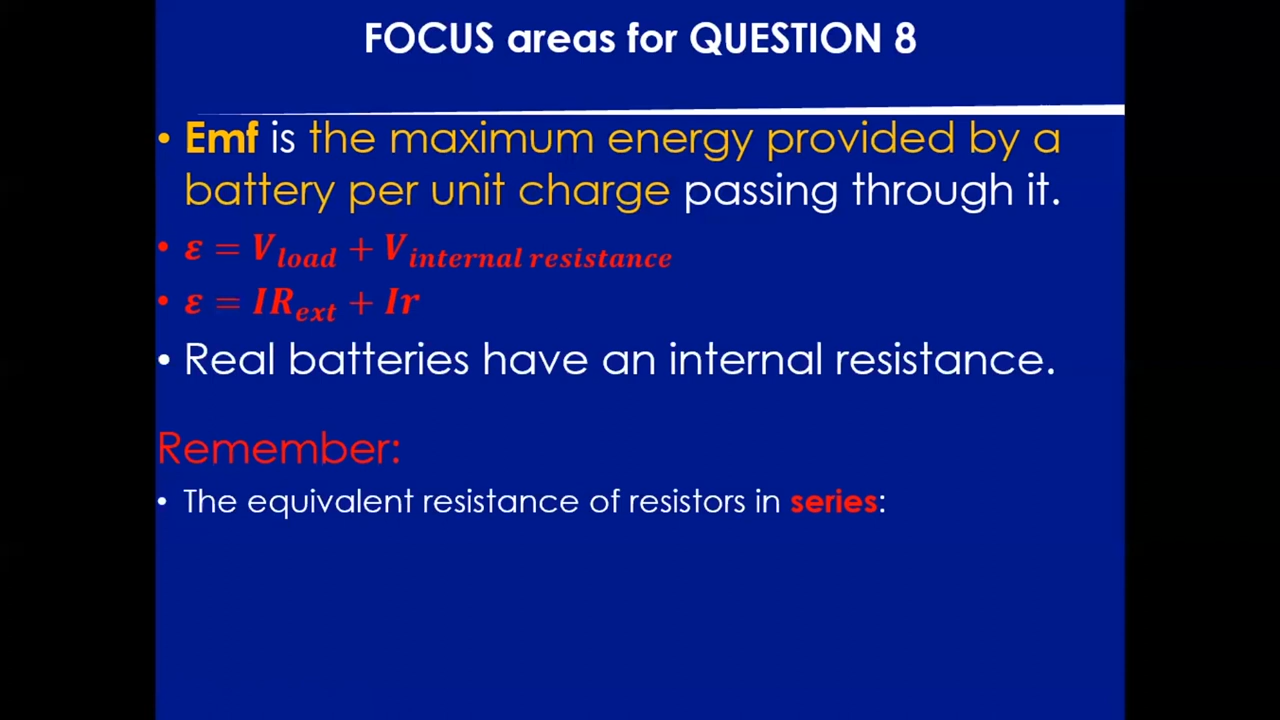 FOCUS areas for QUESTION 8
• Emf is the maximum energy provided by a
battery per unit charge passing through it.
• ε = V_load + V_internal resistance
• ε = IR_ext + Ir
• Real batteries have an internal resistance.
Remember:
• The equivalent resistance of resistors in series: